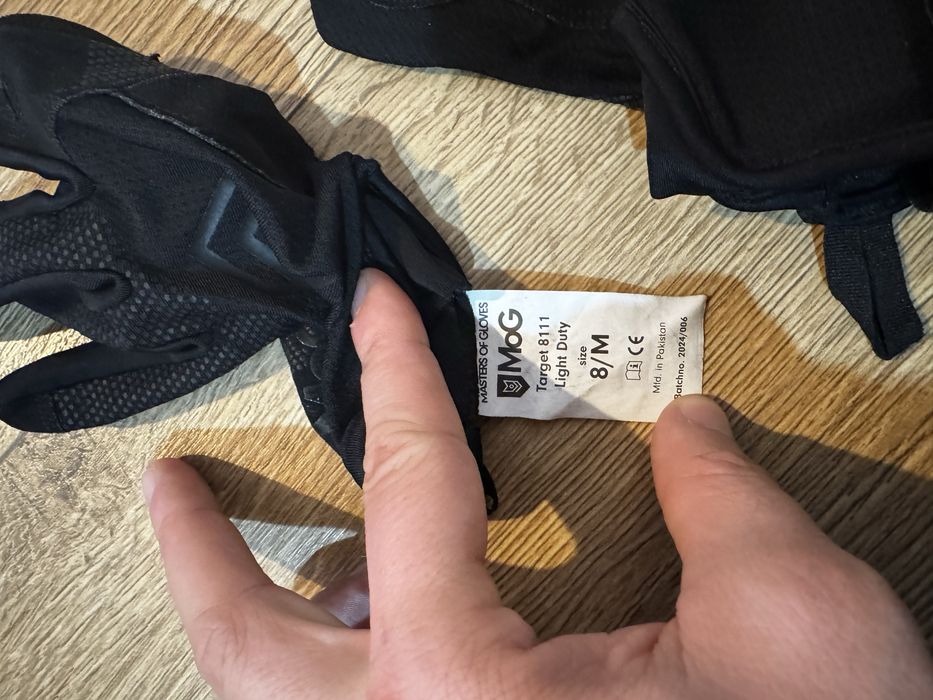 MASTERS OF GLOVES
MoG
Target 8111
Light Duty
size
8/M
CE
Mfd. in Pakistan
Batchno. 2024/006